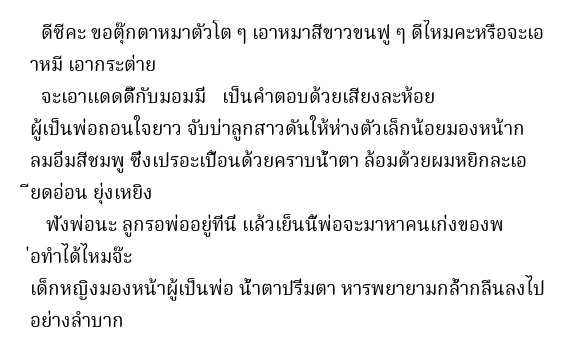 ดีซีคะ ขอตุ๊กตาหมาตัวโต ๆ เอาหมาสีขาวขนฟู ๆ ดีไหมคะหรือจะเอ
าหมี เอากระต่าย
จะเอาแดดดี้กับมอมมี่ เป็นคำตอบด้วยเสียงละห้อย
ผู้เป็นพ่อถอนใจยาว จับบ่าลูกสาวดันให้ห่างตัวเล็กน้อยมองหน้าก
ลมอิ่มสีชมพู ซึ่งเปรอะเปื้อนด้วยคราบน้ำตา ล้อมด้วยผมหยิกละเอ
ียดอ่อน ยุ่งเหยิง
ฟังพ่อนะ ลูกรอพ่ออยู่ที่นี่ แล้วเย็นนี้พ่อจะมาหาคนเก่งของพ
่อทำได้ไหมจ๊ะ
เด็กหญิงมองหน้าผู้เป็นพ่อ น้ำตาปริ่มตา หารพยายามกล้ำกลืนลงไป
อย่างลำบาก